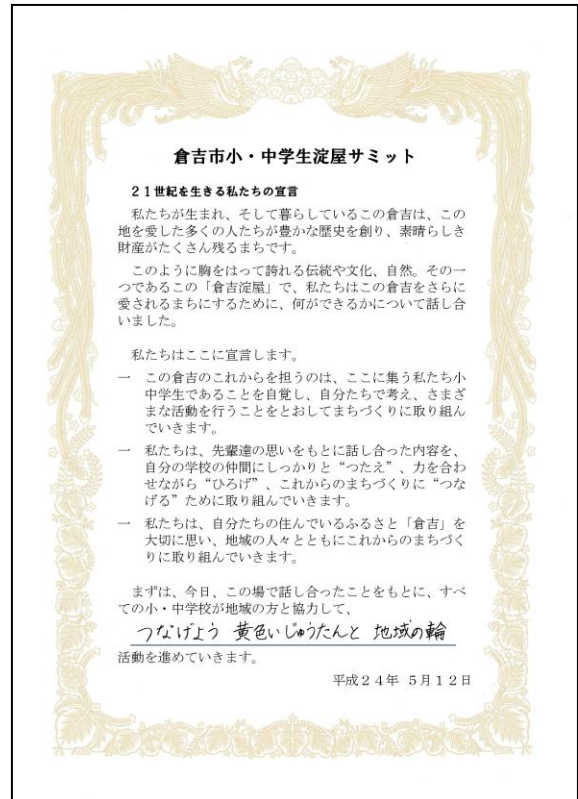 倉吉市小・中学生淀屋サミット
21世紀を生きる私たちの宣言
私たちが生まれ、そして暮らしているこの倉吉は、この
地を愛した多くの人たちが豊かな歴史を創り、素晴らしき
財産がたくさん残るまちです。
このように胸をはって誇れる伝統や文化、自然。その一
つであるこの「倉吉淀屋」で、私たちはこの倉吉をさらに
愛されるまちにするために、何ができるかについて話し合
いました。
私たちはここに宣言します。
一 この倉吉のこれからを担うのは、ここに集う私たち小
中学生であることを自覚し、自分たちで考え、さまざ
まな活動を行うことをとおしてまちづくりに取り組ん
でいきます。
一 私たちは、先輩達の思いをもとに話し合った内容を、
自分の学校の仲間にしっかりと“つたえ”、力を合わ
せながら“ひろげ”、これからのまちづくりに“つな
げる”ために取り組んでいきます。
一 私たちは、自分たちの住んでいるふるさと「倉吉」を
大切に思い、地域の人々とともにこれからのまちづく
りに取り組んでいきます。
まずは、今日、この場で話し合ったことをもとに、すべ
ての小・中学校が地域の方と協力して、
つなげよう 黄色いじゅうたんと 地域の輪
活動を進めていきます。
平成24年 5月12日